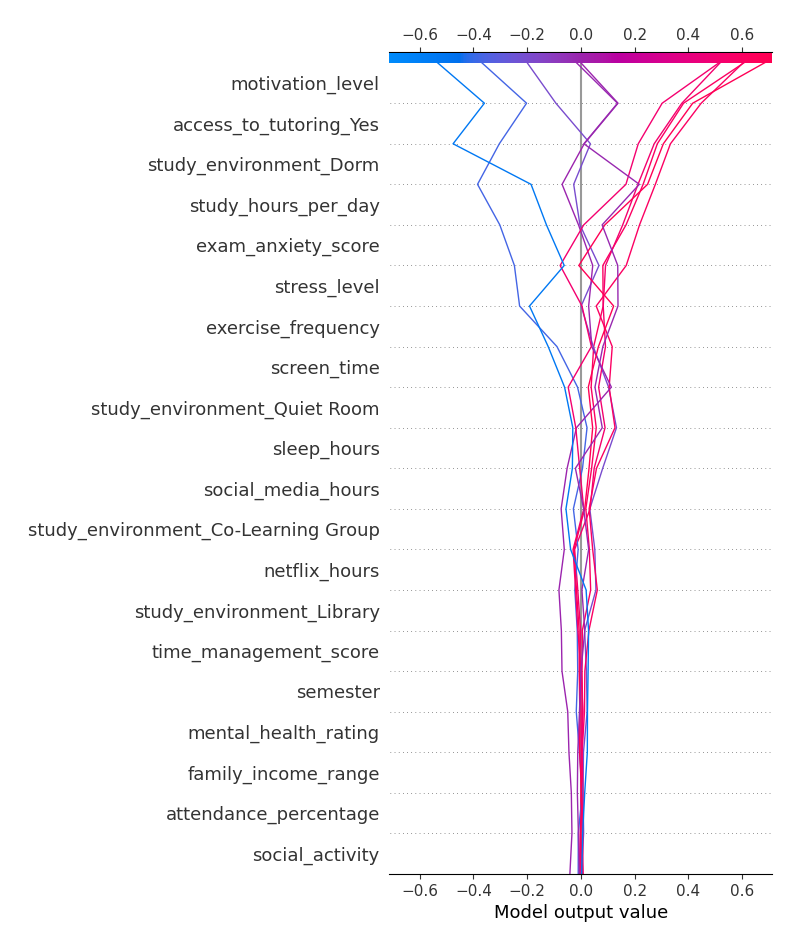 −0.6 −0.4 −0.2 0.0 0.2 0.4 0.6
motivation_level
access_to_tutoring_Yes
study_environment_Dorm
study_hours_per_day
exam_anxiety_score
stress_level
exercise_frequency
screen_time
study_environment_Quiet Room
sleep_hours
social_media_hours
study_environment_Co-Learning Group
netflix_hours
study_environment_Library
time_management_score
semester
mental_health_rating
family_income_range
attendance_percentage
social_activity
−0.6 −0.4 −0.2 0.0 0.2 0.4 0.6
Model output value